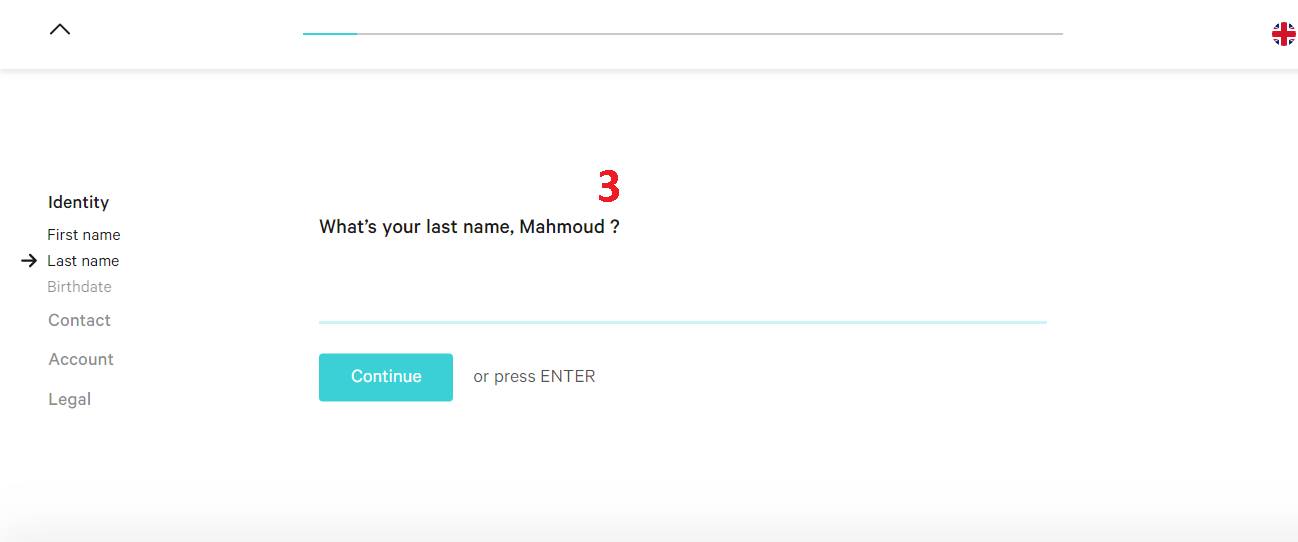 3
Identity
First name
Last name
Birthdate
Contact
Account
Legal
What's your last name, Mahmoud ?
Continue
or press ENTER